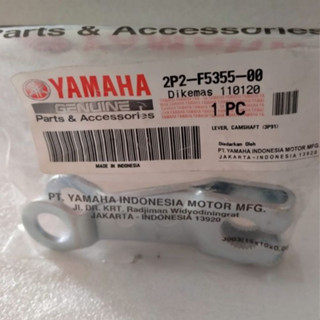 Parts & Accessories
YAMAHA
GENUINE
Parts & Accessories
MADE IN INDONESIA
2P2-F5355-00
Dikemas 110120
1 PC
LEVER, CAMSHAFT (3P91)
Diedarkan Oleh
PT. YAMAHA INDONESIA MOTOR MFG.
JAKARTA - INDONESIA 13920
PT. YAMAHA INDONESIA MOTOR MFG.
Jl. DR. KRT. Radjiman Widyodiningrat
JAKARTA - INDONESIA 13920